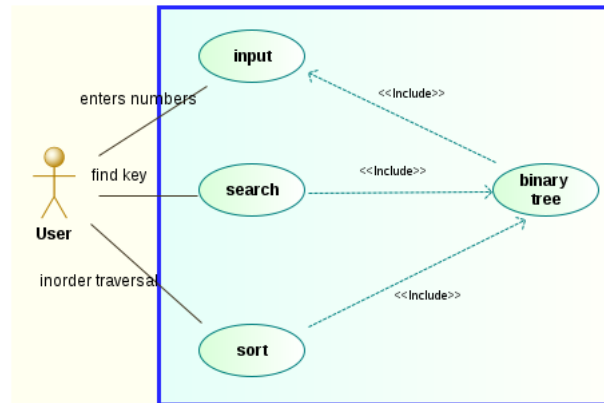 input
enters numbers
<<Include>>
find key
<<Include>>
search
binary
tree
User
inorder traversal
<<Include>>
sort